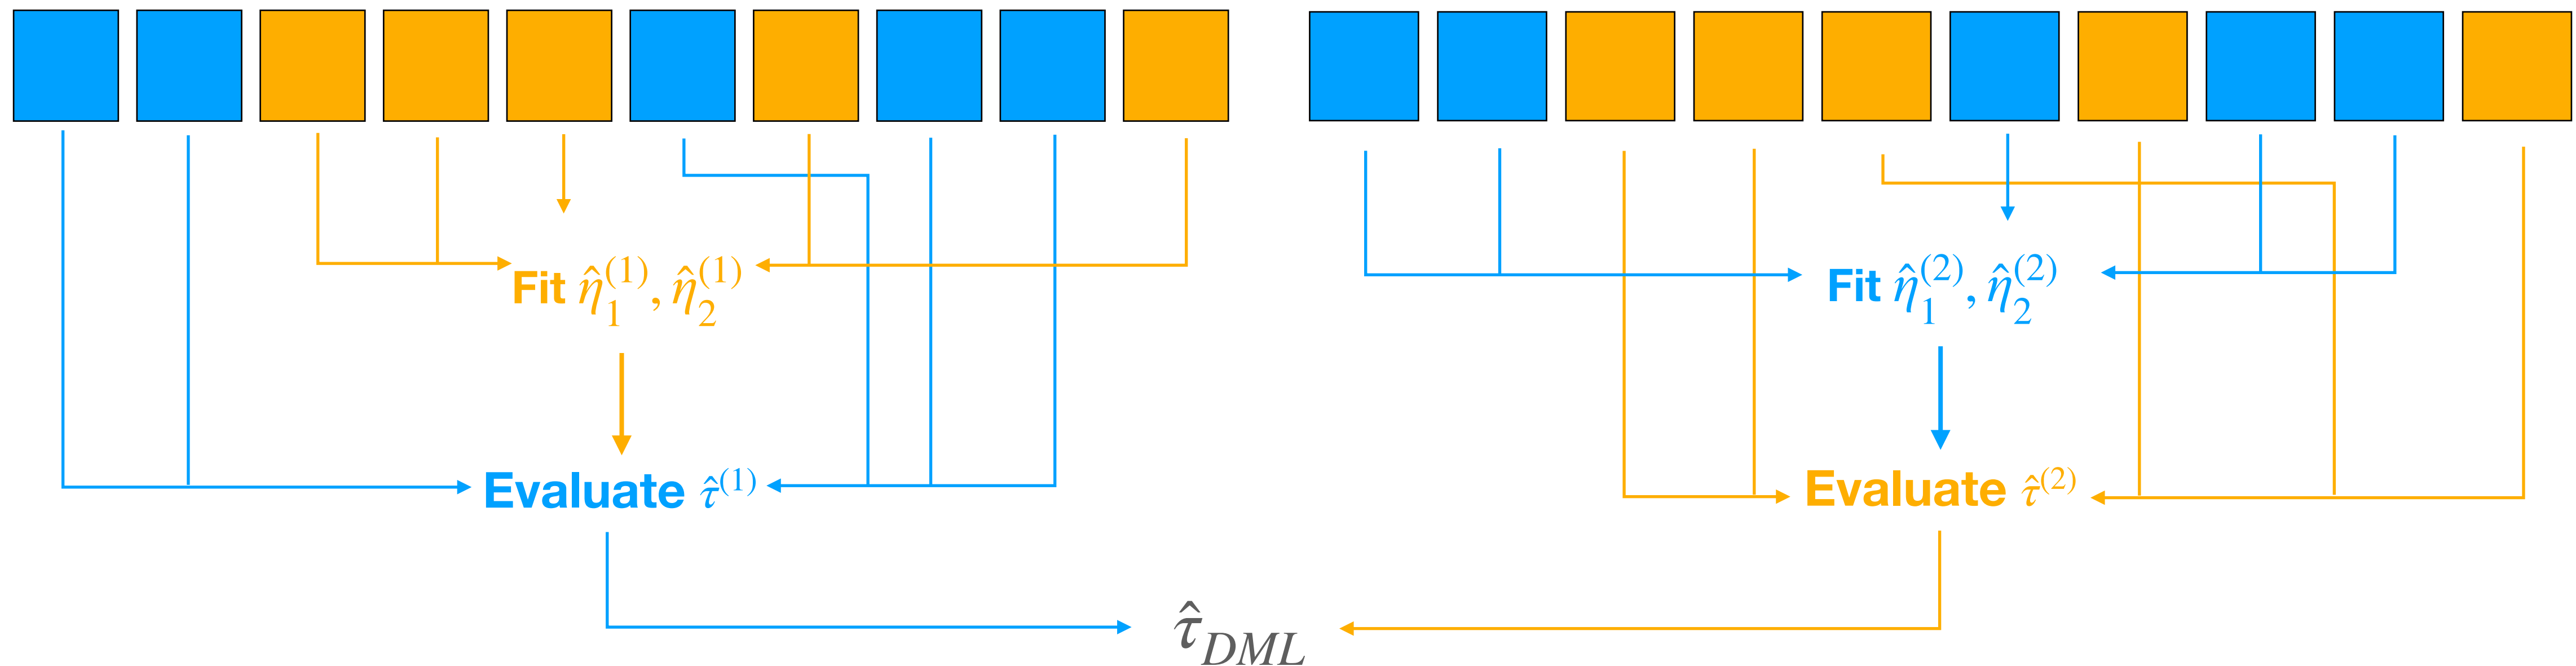 Fit η̂₁⁽¹⁾, η̂₂⁽¹⁾
Fit η̂₁⁽²⁾, η̂₂⁽²⁾
Evaluate τ̂⁽¹⁾
Evaluate τ̂⁽²⁾
τ̂_DML